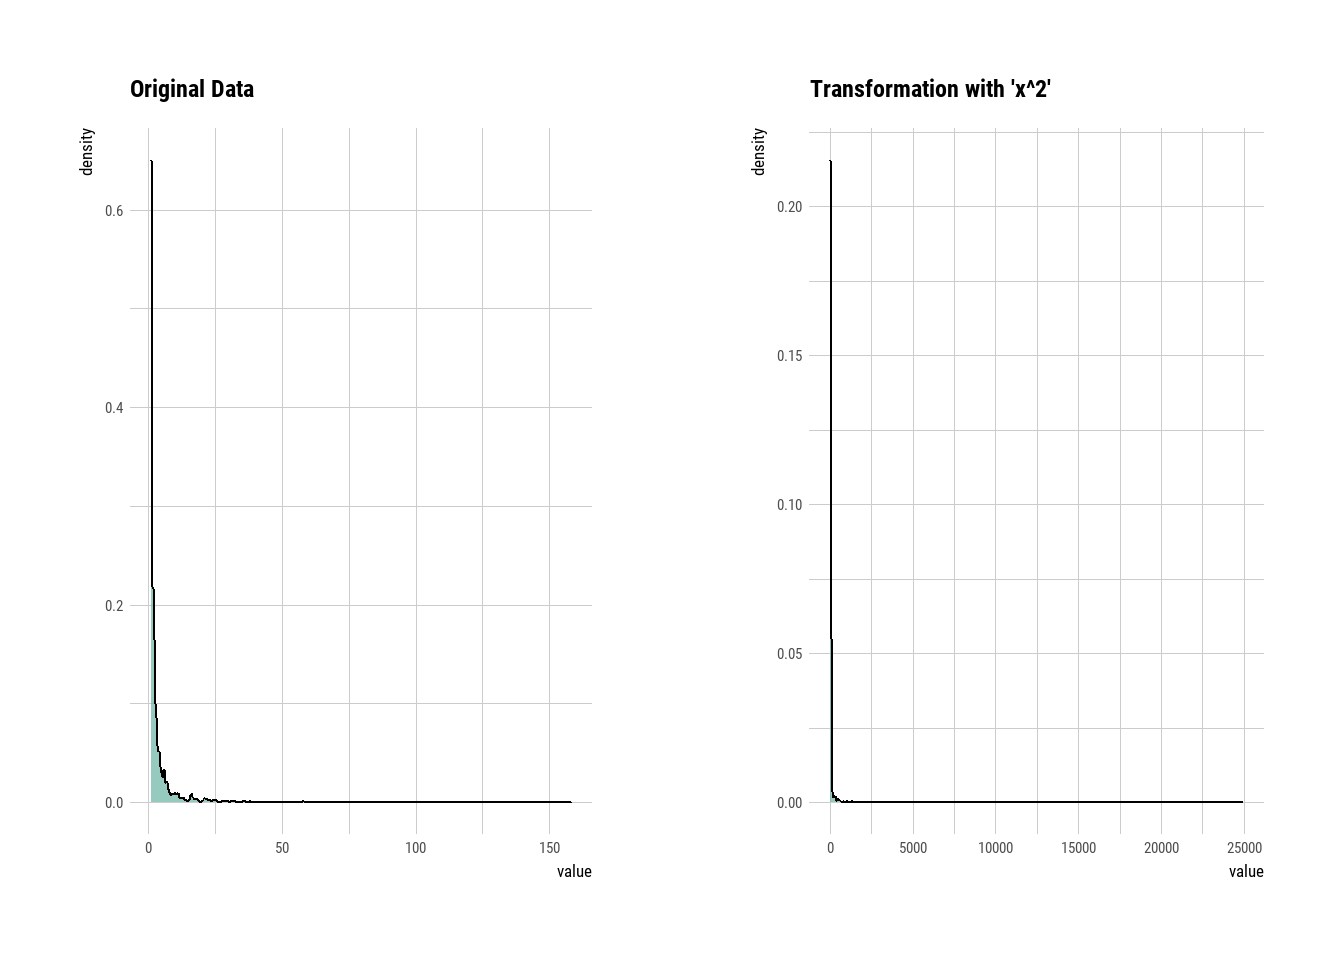 Original Data
density
0.6
0.4
0.2
0.0
0 50 100 150
value
Transformation with 'x^2'
density
0.20
0.15
0.10
0.05
0.00
0 5000 10000 15000 20000 25000
value